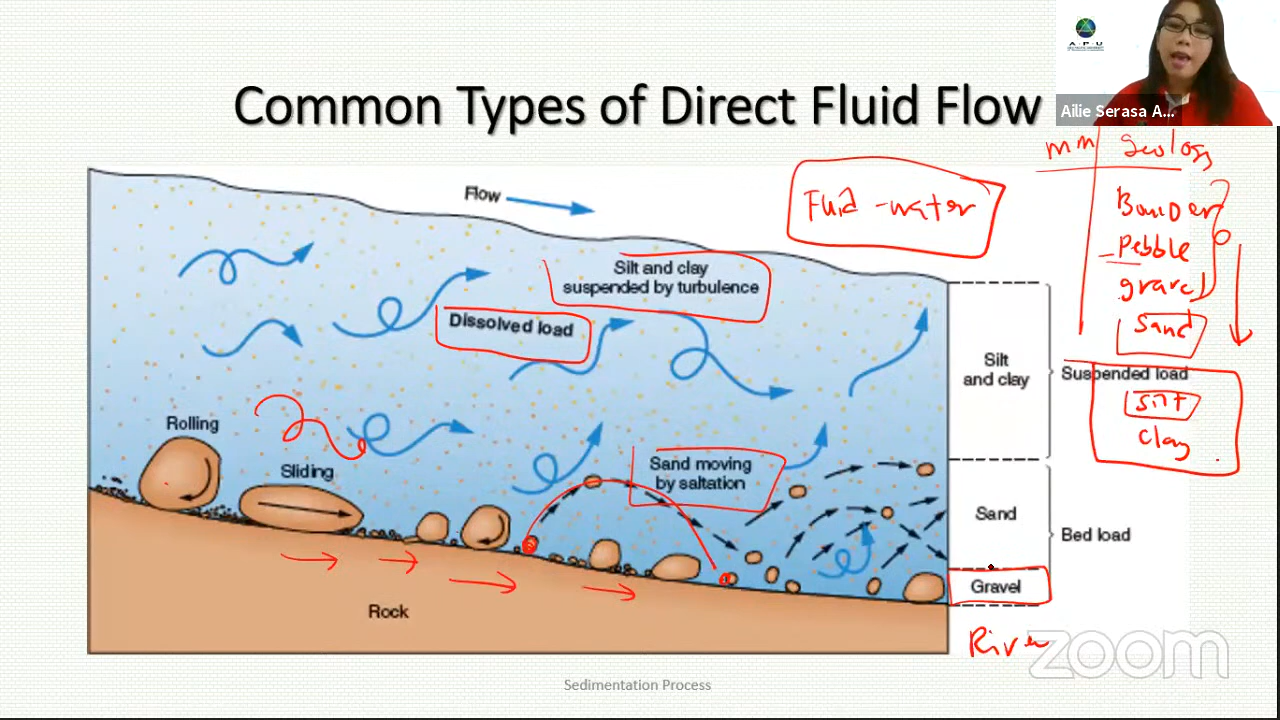 A P U
Ailie Serasa A...
Common Types of Direct Fluid Flow
mm
Geology
Flow
Fluid - water
Bouider
Pebble
gravel
Sand
Silt and clay
suspended by turbulence
Dissolved load
Silt
and clay
Suspended load
Silt
clay
Rolling
Sliding
Sand moving
by saltation
Sand
Bed load
Gravel
Rock
River
zoom
Sedimentation Process